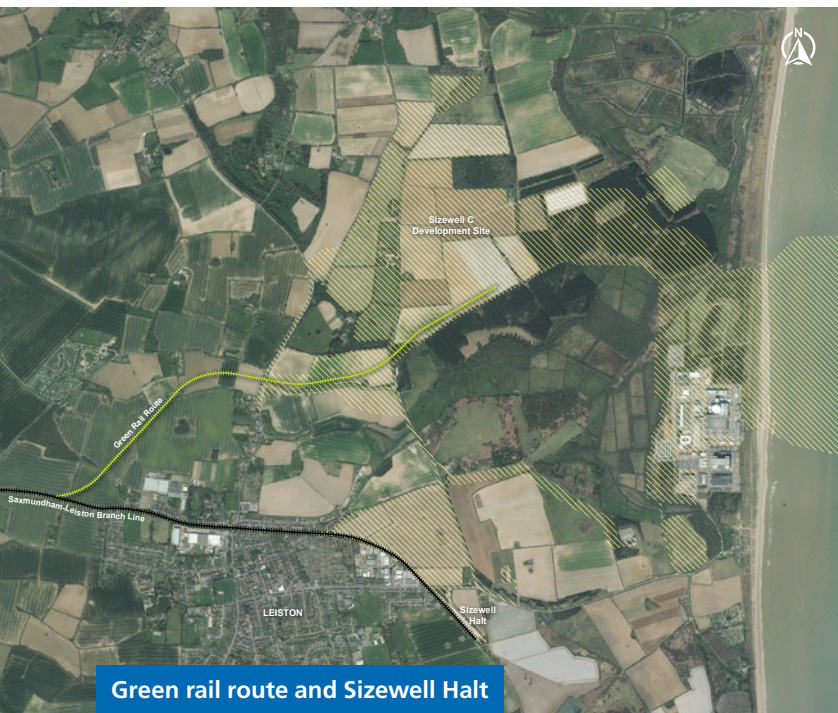 N
Sizewell C
Development Site
Green Rail Route
Saxmundham-Leiston Branch Line
LEISTON
Sizewell
Halt
Green rail route and Sizewell Halt